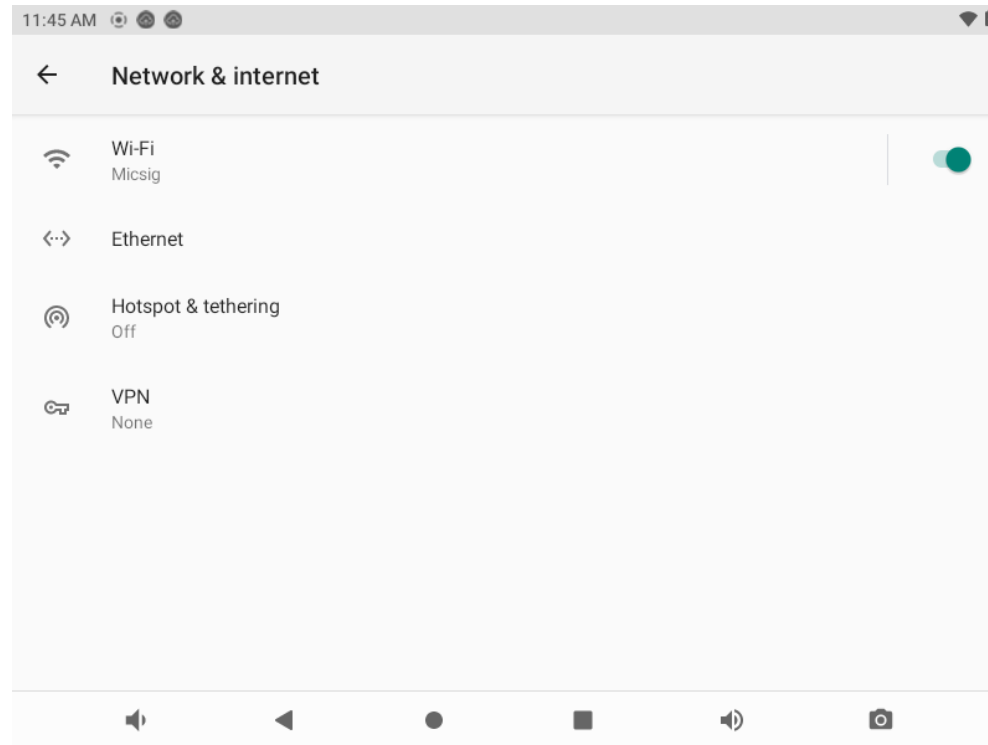 11:45 AM
Network & internet
Wi-Fi
Micsig
Ethernet
Hotspot & tethering
Off
VPN
None